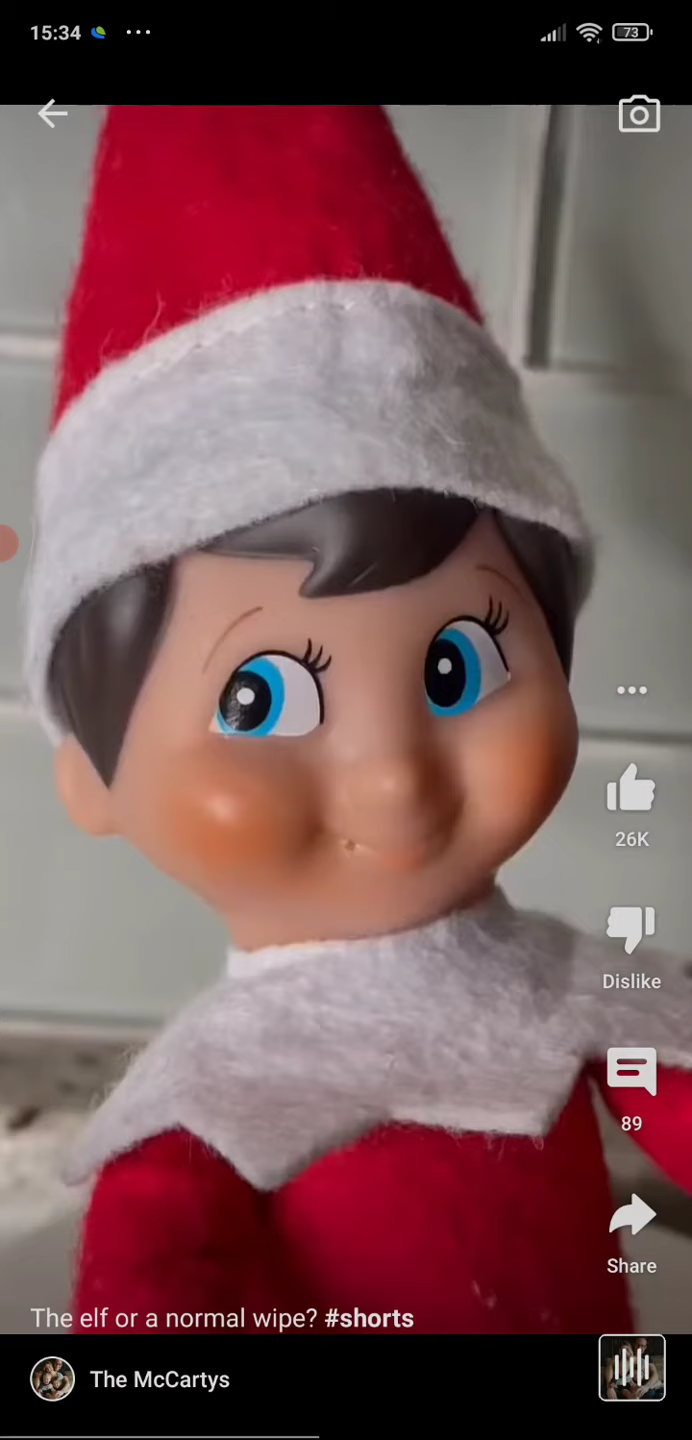 15:34
73
26K
Dislike
89
Share
The elf or a normal wipe? #shorts
The McCartys